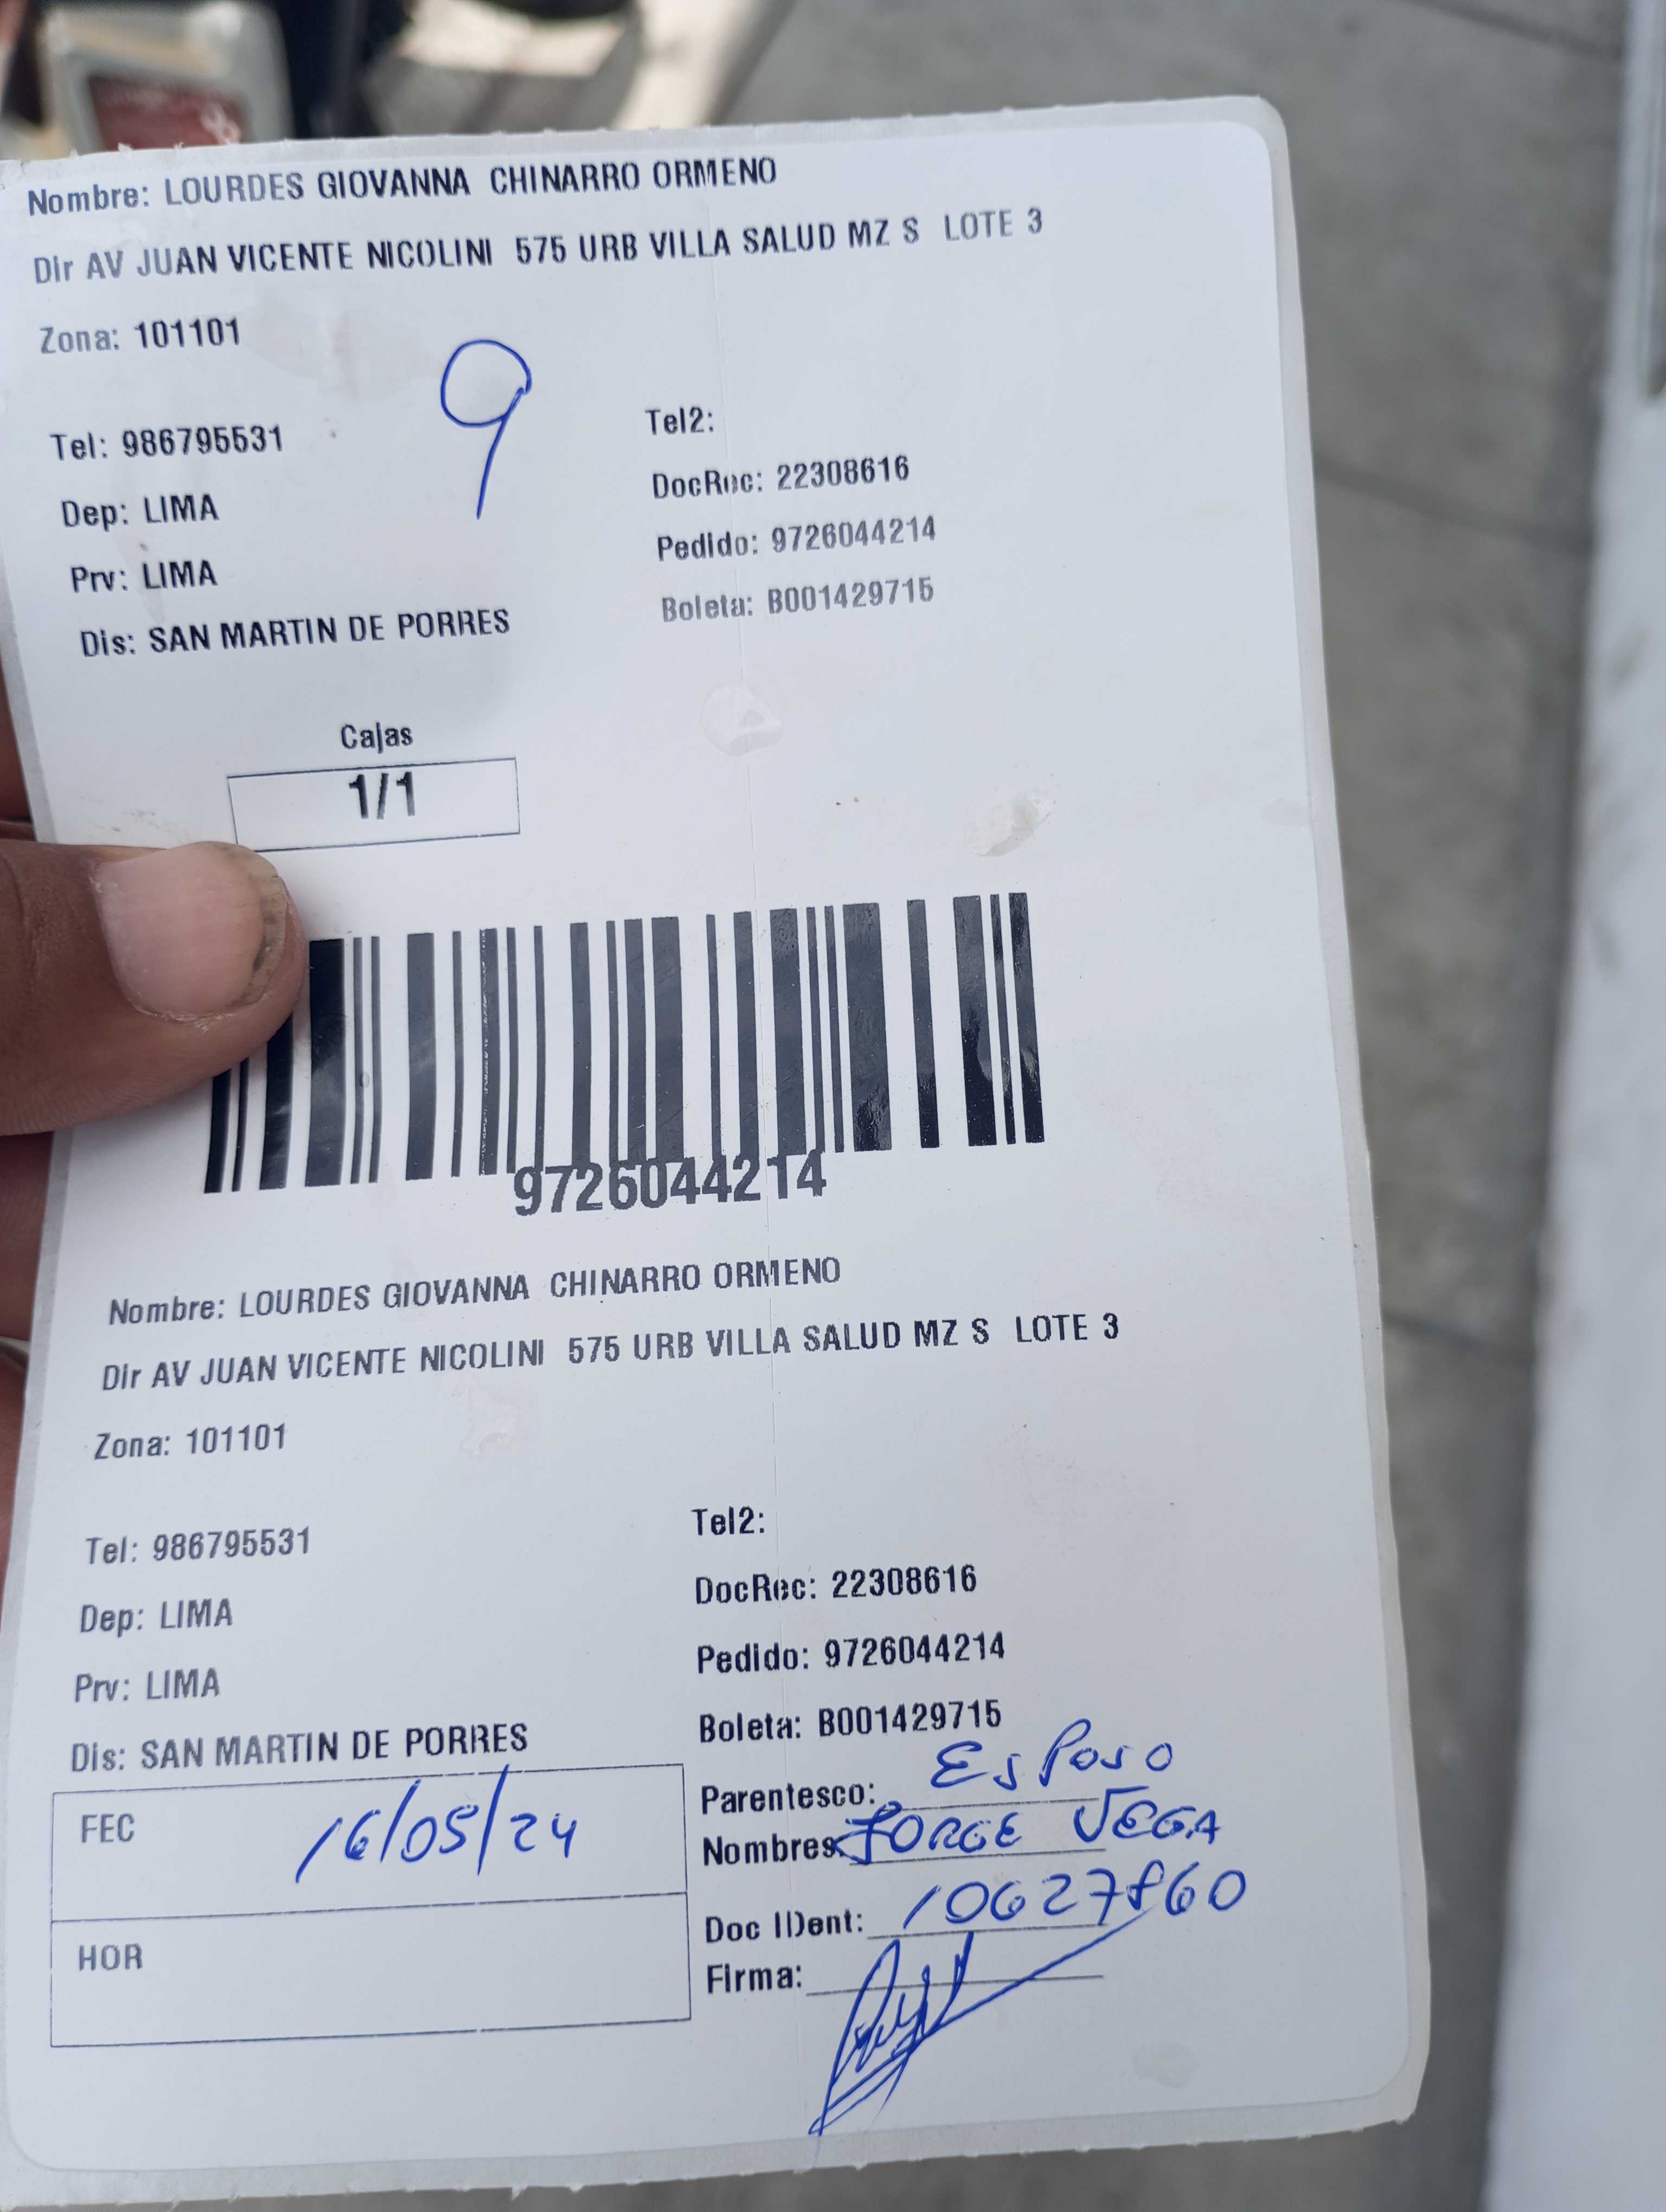 Nombre: LOURDES GIOVANNA CHINARRO ORMENO
Dir AV JUAN VICENTE NICOLINI 575 URB VILLA SALUD MZ S LOTE 3
Zona: 101101
9
Tel: 986795531
Tel2:
Dep: LIMA
DocRec: 22308616
Prv: LIMA
Pedido: 9726044214
Dis: SAN MARTIN DE PORRES
Boleta: B001429715
Cajas
1/1
9726044214
Nombre: LOURDES GIOVANNA CHINARRO ORMENO
Dir AV JUAN VICENTE NICOLINI 575 URB VILLA SALUD MZ S LOTE 3
Zona: 101101
Tel: 986795531
Tel2:
Dep: LIMA
DocRec: 22308616
Prv: LIMA
Pedido: 9726044214
Dis: SAN MARTIN DE PORRES
Boleta: B001429715
FEC 16/05/24
HOR
Parentesco: Esposo
Nombres: JORGE VEGA
Doc IDent: 10627860
Firma: